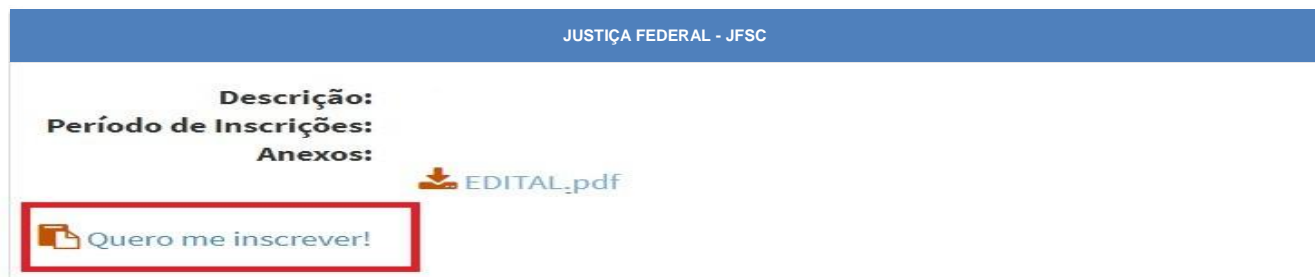 JUSTIÇA FEDERAL - JFSC
Descrição:
Período de Inscrições:
Anexos:
EDITAL.pdf
Quero me inscrever!